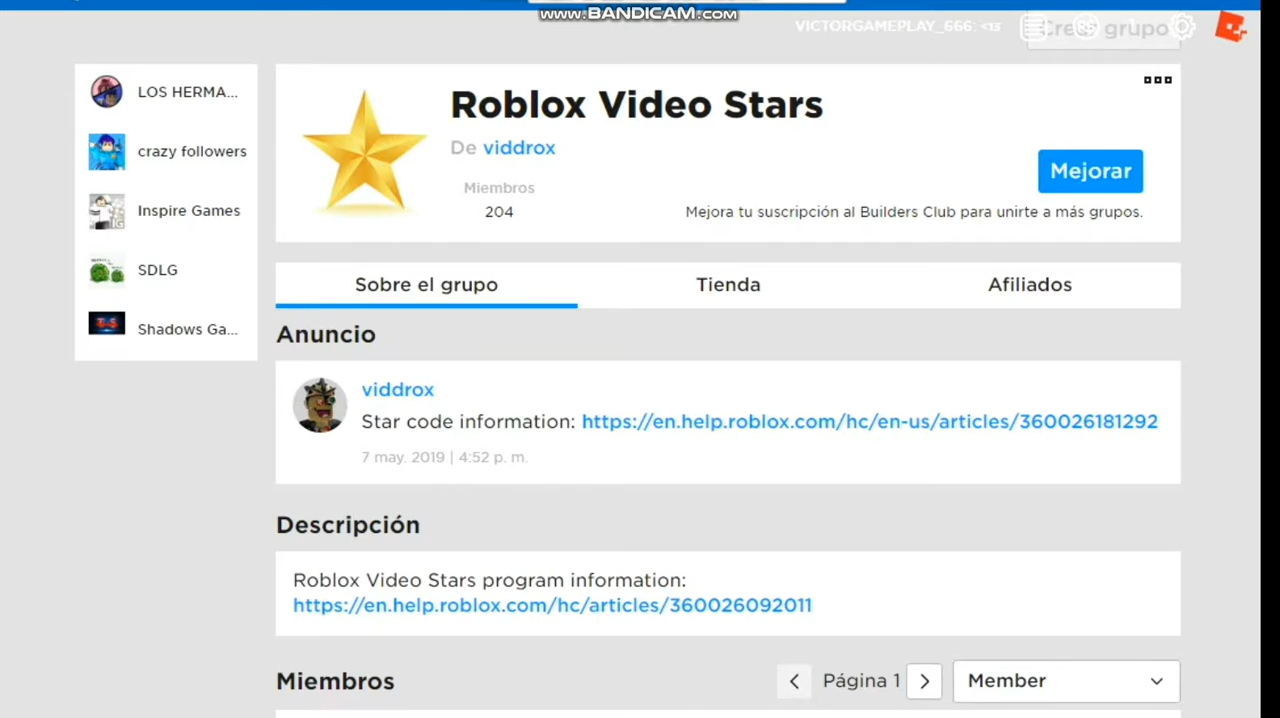 www.BANDICAM.com
VICTORGAMEPLAY_666: <13
grupo
LOS HERMA...
crazy followers
Inspire Games
SDLG
Shadows Ga...
Roblox Video Stars
De viddrox
Miembros
204
Mejorar
Mejora tu suscripción al Builders Club para unirte a más grupos.
Sobre el grupo
Tienda
Afiliados
Anuncio
viddrox
Star code information: https://en.help.roblox.com/hc/en-us/articles/360026181292
7 may. 2019 | 4:52 p. m.
Descripción
Roblox Video Stars program information:
https://en.help.roblox.com/hc/articles/360026092011
Miembros
Página 1
Member